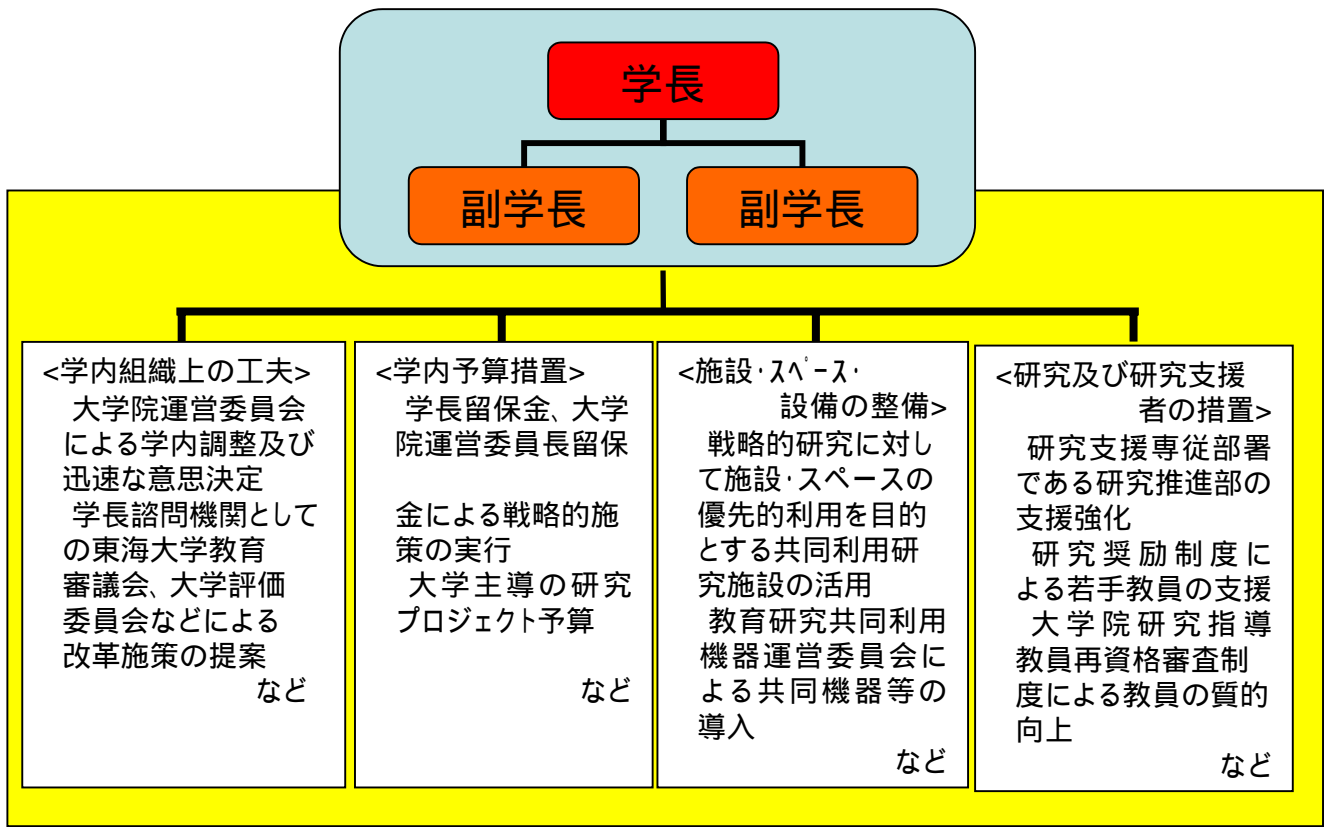 学長
副学長
副学長
<学内組織上の工夫>
大学院運営委員会
による学内調整及び
迅速な意思決定
学長諮問機関として
の東海大学教育
審議会、大学評価
委員会などによる
改革施策の提案
など
<学内予算措置>
学長留保金、大学
院運営委員長留保
金による戦略的施
策の実行
大学主導の研究
プロジェクト予算
など
<施設･ｽﾍﾟｰｽ･
設備の整備>
戦略的研究に対し
て施設･スペースの
優先的利用を目的
とする共同利用研
究施設の活用
教育研究共同利用
機器運営委員会に
よる共同機器等の
導入
など
<研究及び研究支援
者の措置>
研究支援専従部署
である研究推進部の
支援強化
研究奨励制度に
よる若手教員の支援
大学院研究指導
教員再資格審査制
度による教員の質的
向上
など